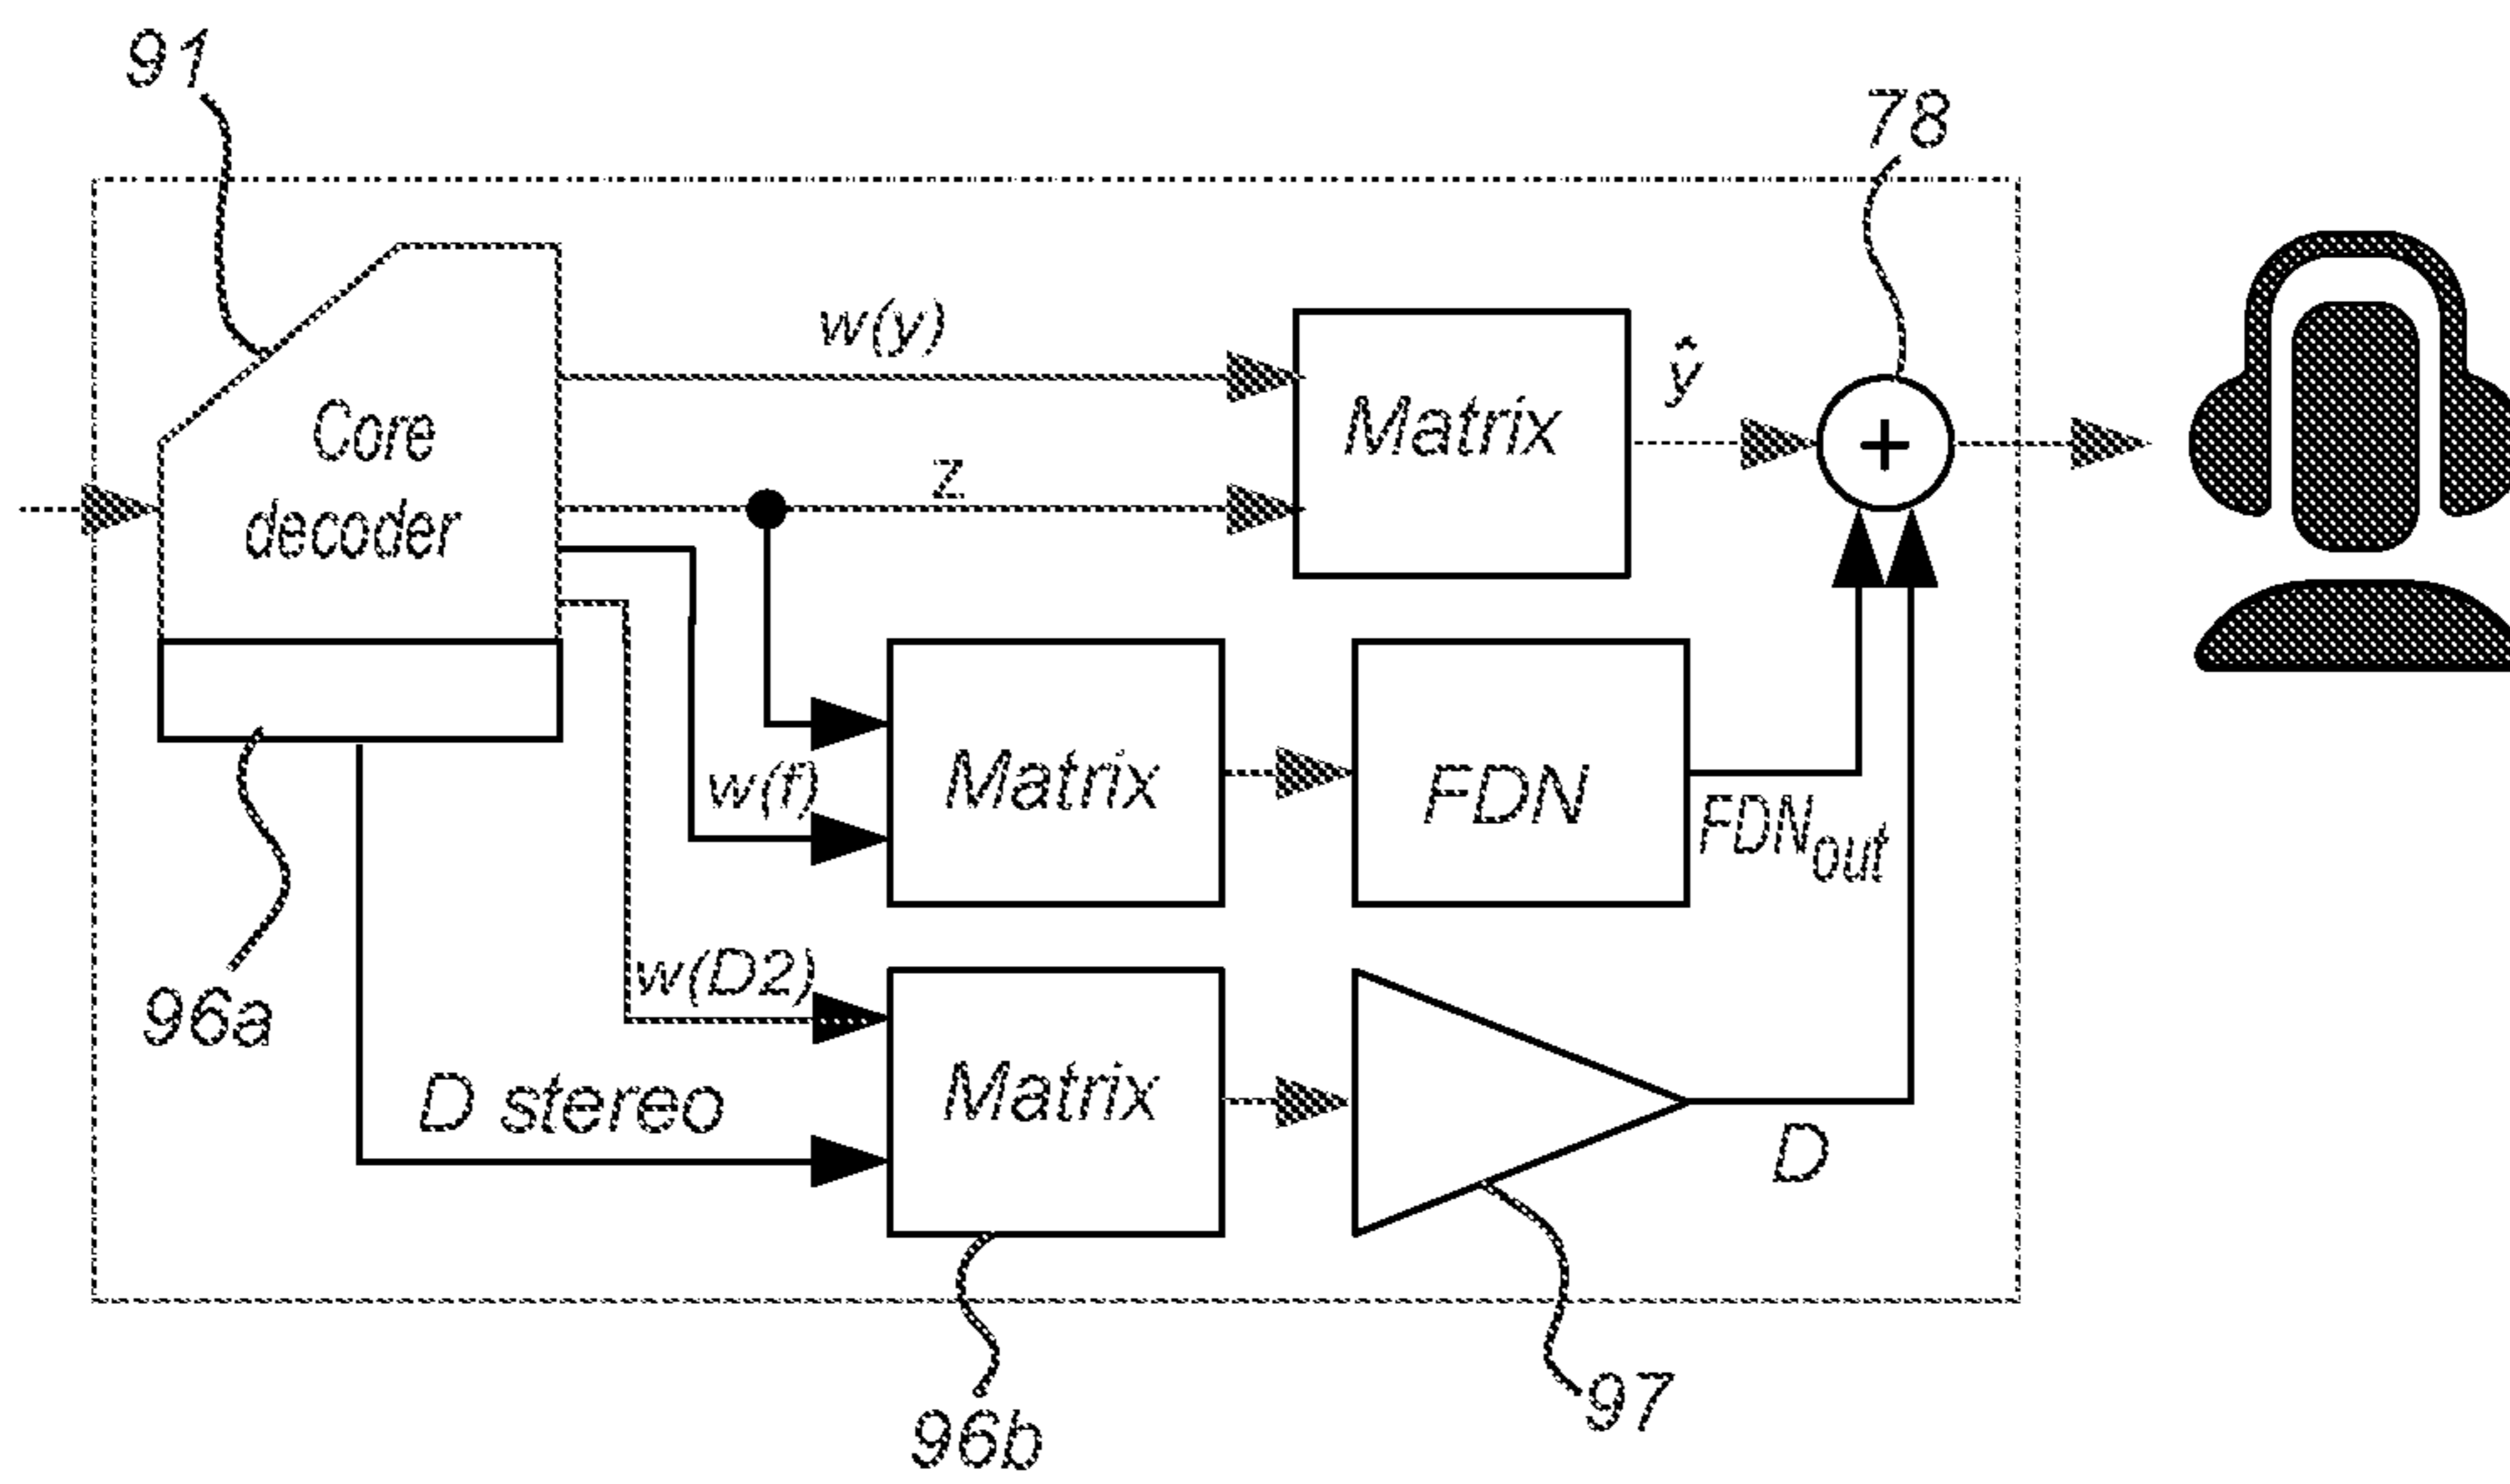 91
78
w(y)
ŷ
Core
decoder
Matrix
+
z
w(f)
Matrix
FDN
FDNout
w(D2)
96a
D stereo
Matrix
D
97
96b